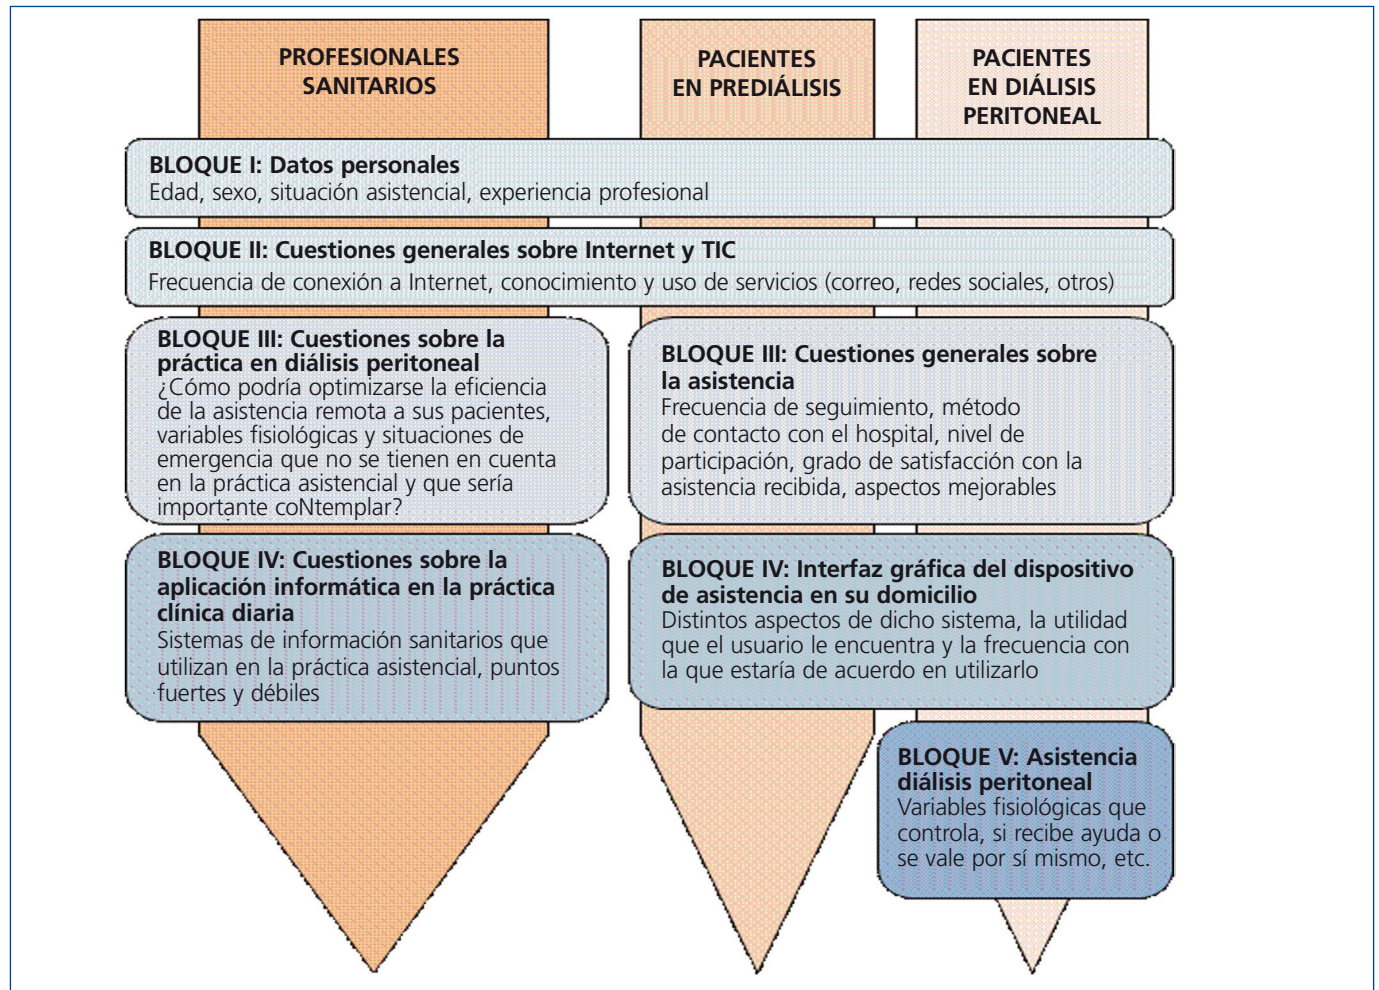 PROFESIONALES
SANITARIOS
PACIENTES
EN PREDIÁLISIS
PACIENTES
EN DIÁLISIS
PERITONEAL
BLOQUE I: Datos personales
Edad, sexo, situación asistencial, experiencia profesional
BLOQUE II: Cuestiones generales sobre Internet y TIC
Frecuencia de conexión a Internet, conocimiento y uso de servicios (correo, redes sociales, otros)
BLOQUE III: Cuestiones sobre la
práctica en diálisis peritoneal
¿Cómo podría optimizarse la eficiencia
de la asistencia remota a sus pacientes,
variables fisiológicas y situaciones de
emergencia que no se tienen en cuenta
en la práctica asistencial y que sería
importante coNtemplar?
BLOQUE III: Cuestiones generales sobre
la asistencia
Frecuencia de seguimiento, método
de contacto con el hospital, nivel de
participación, grado de satisfacción con la
asistencia recibida, aspectos mejorables
BLOQUE IV: Cuestiones sobre la
aplicación informática en la práctica
clínica diaria
Sistemas de información sanitarios que
utilizan en la práctica asistencial, puntos
fuertes y débiles
BLOQUE IV: Interfaz gráfica del dispositivo
de asistencia en su domicilio
Distintos aspectos de dicho sistema, la utilidad
que el usuario le encuentra y la frecuencia con
la que estaría de acuerdo en utilizarlo
BLOQUE V: Asistencia
diálisis peritoneal
Variables fisiológicas que
controla, si recibe ayuda o
se vale por sí mismo, etc.